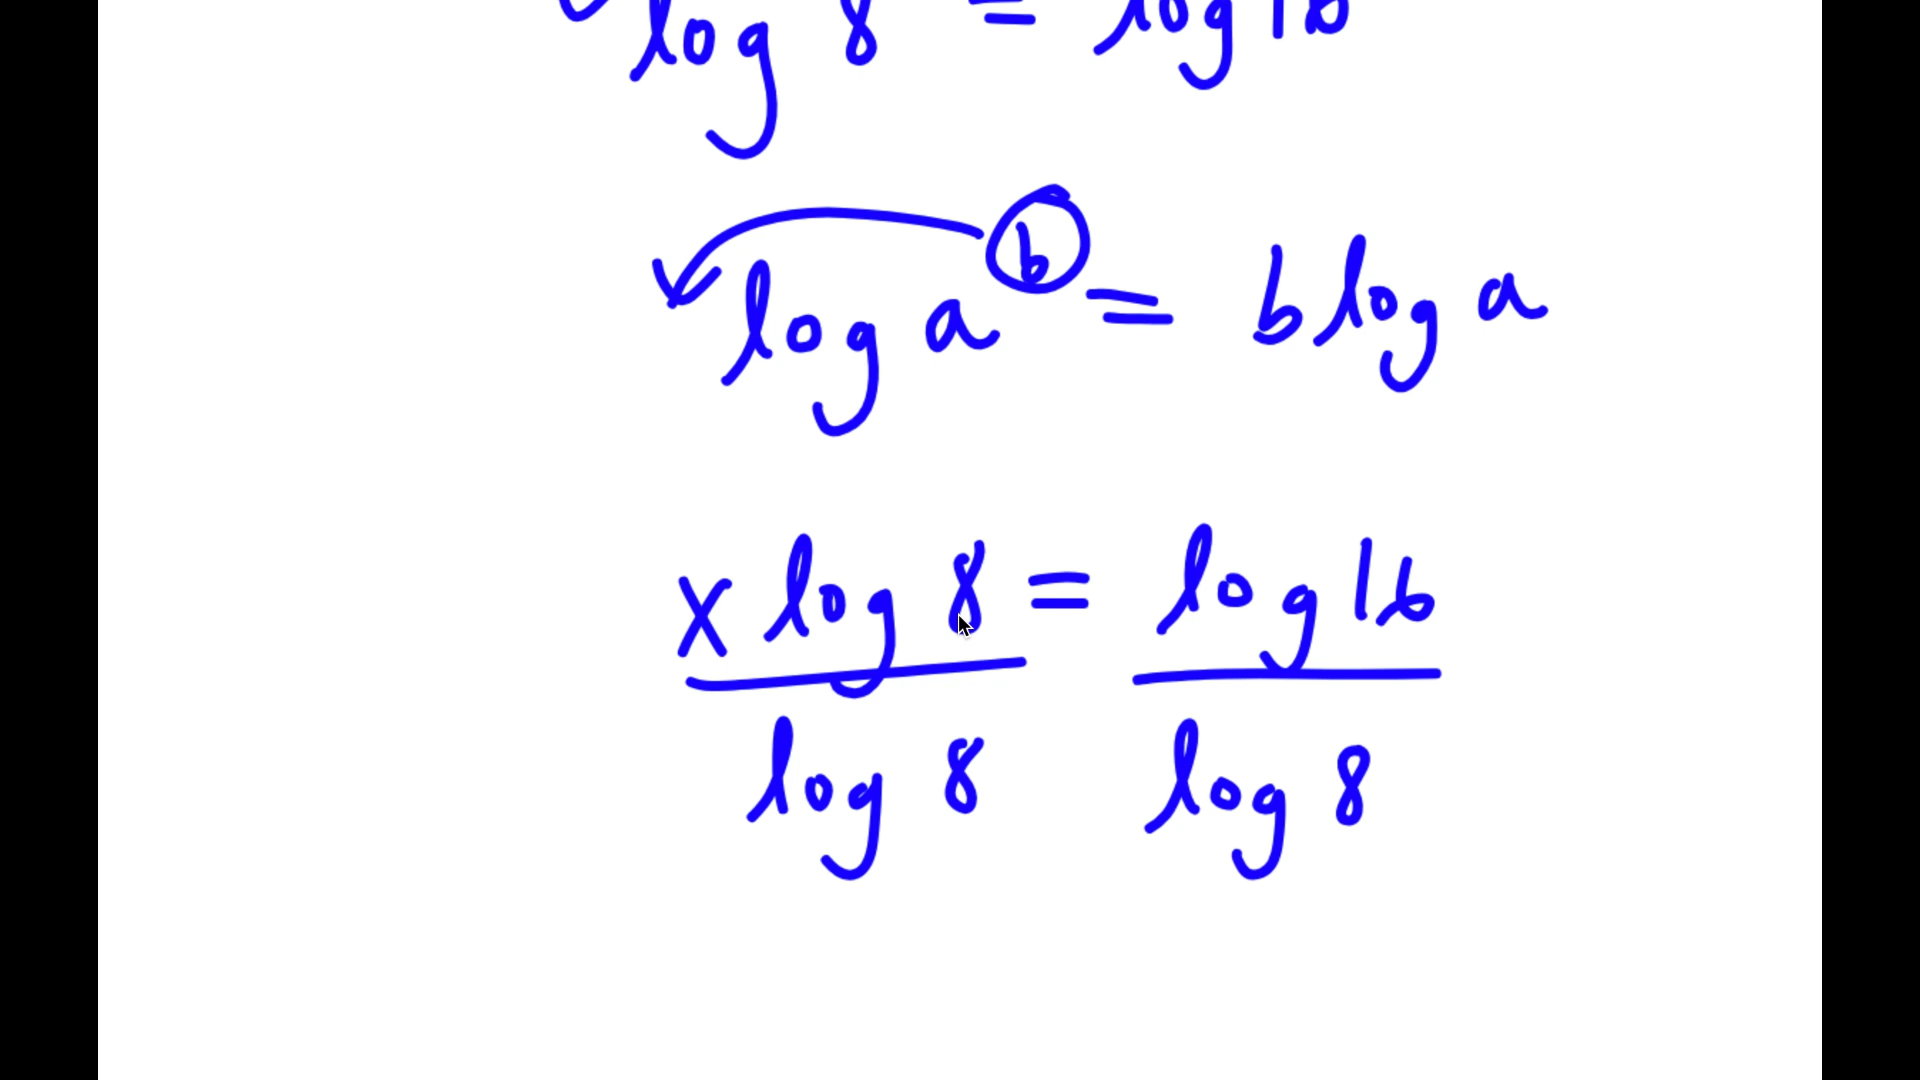 log 8 = log 16
log a^b = b log a
x log 8 = log 16
log 8 log 8